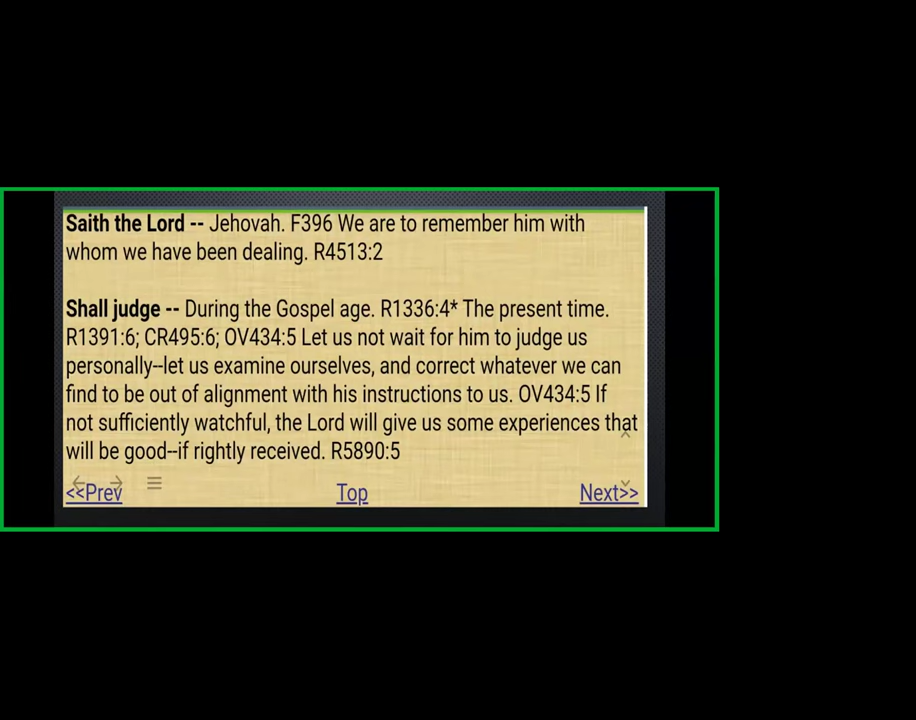 Saith the Lord -- Jehovah. F396 We are to remember him with
whom we have been dealing. R4513:2
Shall judge -- During the Gospel age. R1336:4* The present time.
R1391:6; CR495:6; OV434:5 Let us not wait for him to judge us
personally--let us examine ourselves, and correct whatever we can
find to be out of alignment with his instructions to us. OV434:5 If
not sufficiently watchful, the Lord will give us some experiences that
will be good--if rightly received. R5890:5
<<Prev Top Next>>